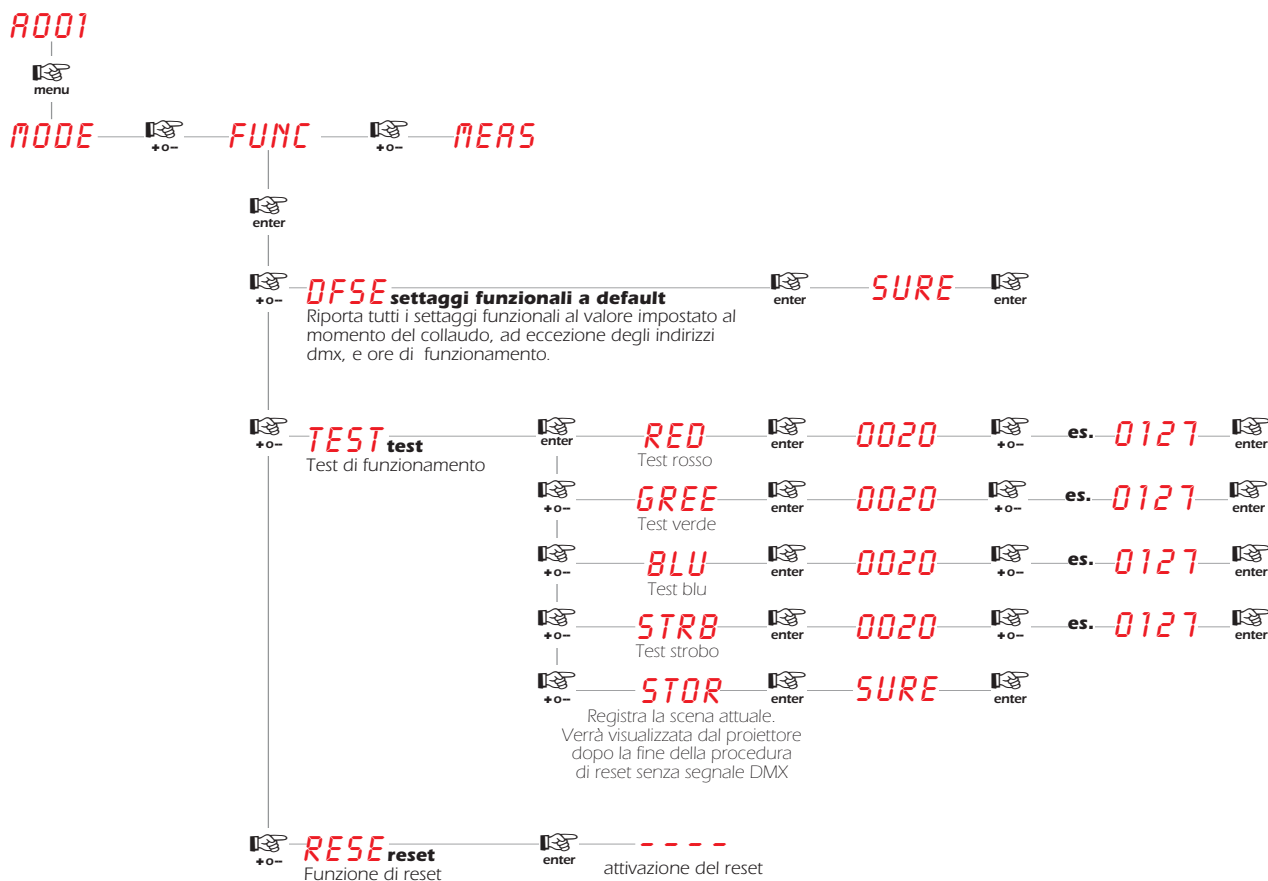 A001
menu
MODE +o- FUNC +o- MEAS
enter
+o- DFSE settaggi funzionali a default enter SURE enter
Riporta tutti i settaggi funzionali al valore impostato al
momento del collaudo, ad eccezione degli indirizzi
dmx, e ore di funzionamento.
+o- TEST test enter RED enter 0020 +o- es. 0127 enter
Test di funzionamento
Test rosso
+o- GREE enter 0020 +o- es. 0127 enter
Test verde
+o- BLU enter 0020 +o- es. 0127 enter
Test blu
+o- STRB enter 0020 +o- es. 0127 enter
Test strobo
+o- STOR enter SURE enter
Registra la scena attuale.
Verrà visualizzata dal proiettore
dopo la fine della procedura
di reset senza segnale DMX
+o- RESE reset enter - - - -
Funzione di reset
attivazione del reset